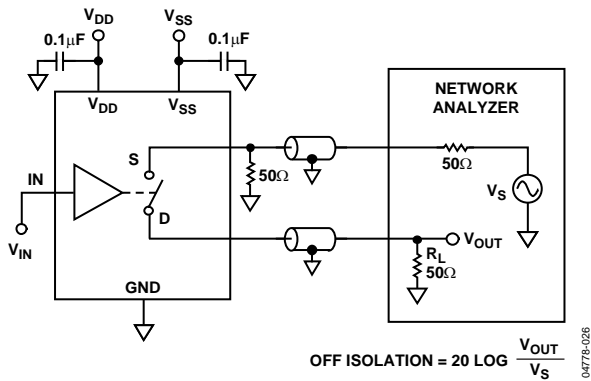 VDD
VSS
0.1µF
0.1µF
VDD
VSS
NETWORK
ANALYZER
S
50Ω
50Ω
VS
IN
D
VIN
VOUT
RL
50Ω
GND
OFF ISOLATION = 20 LOG VOUT
VS
04778-026